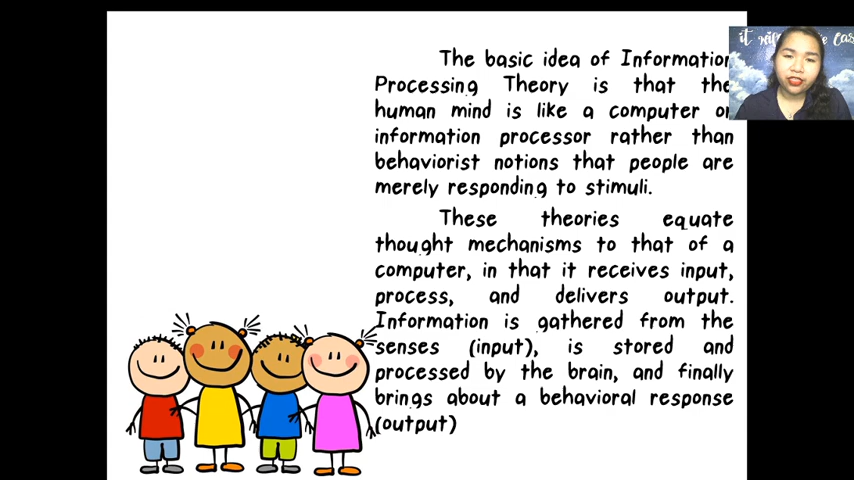 The basic idea of Information
Processing Theory is that the
human mind is like a computer or
information processor rather than
behaviorist notions that people are
merely responding to stimuli.
These theories equate
thought mechanisms to that of a
computer, in that it receives input,
process, and delivers output.
Information is gathered from the
senses (input), is stored and
processed by the brain, and finally
brings about a behavioral response
(output)
it